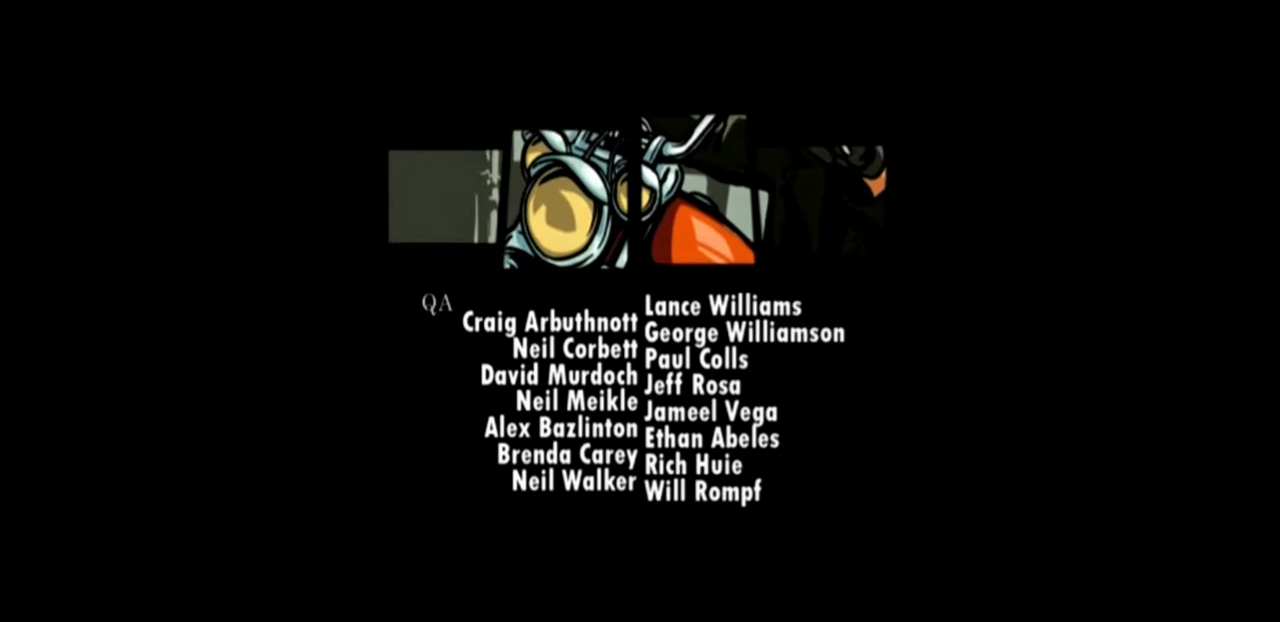 QA
Craig Arbuthnott
Neil Corbett
David Murdoch
Neil Meikle
Alex Bazlinton
Brenda Carey
Neil Walker
Lance Williams
George Williamson
Paul Colls
Jeff Rosa
Jameel Vega
Ethan Abeles
Rich Huie
Will Rompf